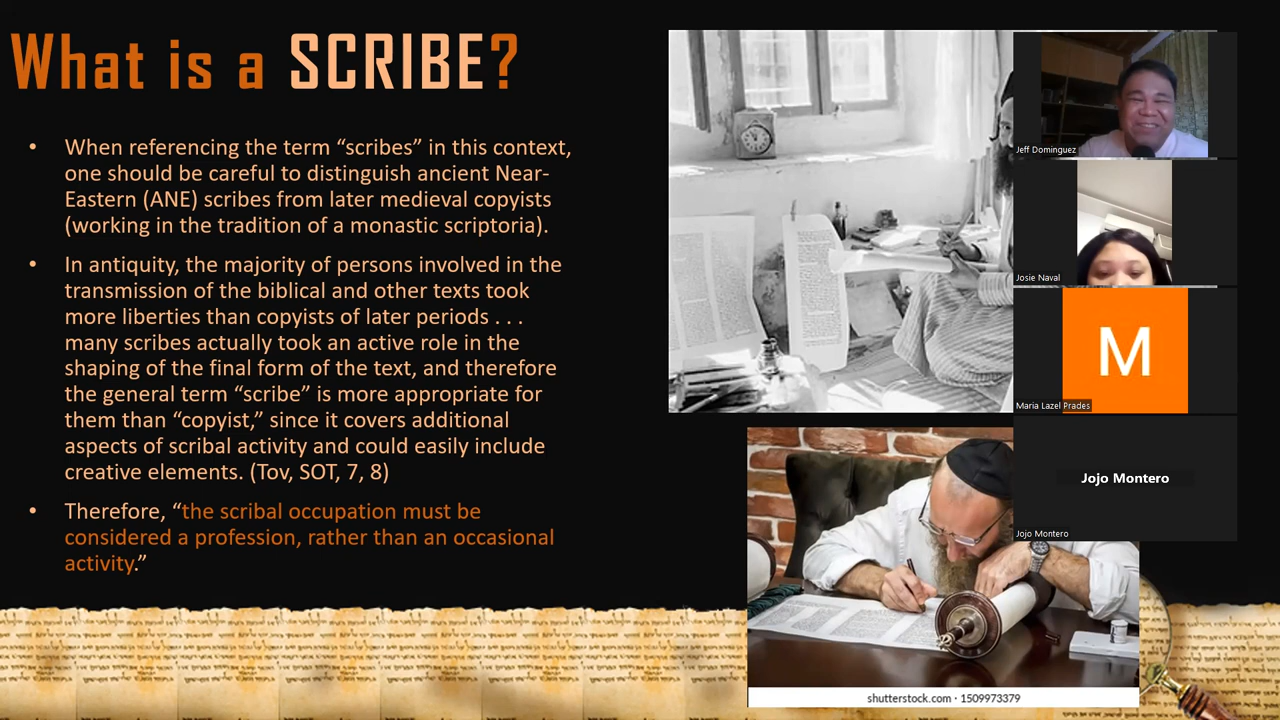 What is a SCRIBE?
• When referencing the term “scribes” in this context,
one should be careful to distinguish ancient Near-
Eastern (ANE) scribes from later medieval copyists
(working in the tradition of a monastic scriptoria).
• In antiquity, the majority of persons involved in the
transmission of the biblical and other texts took
more liberties than copyists of later periods . . .
many scribes actually took an active role in the
shaping of the final form of the text, and therefore
the general term “scribe” is more appropriate for
them than “copyist,” since it covers additional
aspects of scribal activity and could easily include
creative elements. (Tov, SOT, 7, 8)
• Therefore, “the scribal occupation must be
considered a profession, rather than an occasional
activity.”
Jeff Dominguez
Josie Naval
M
Maria Lazel Prades
Jojo Montero
Jojo Montero
shutterstock.com · 1509973379